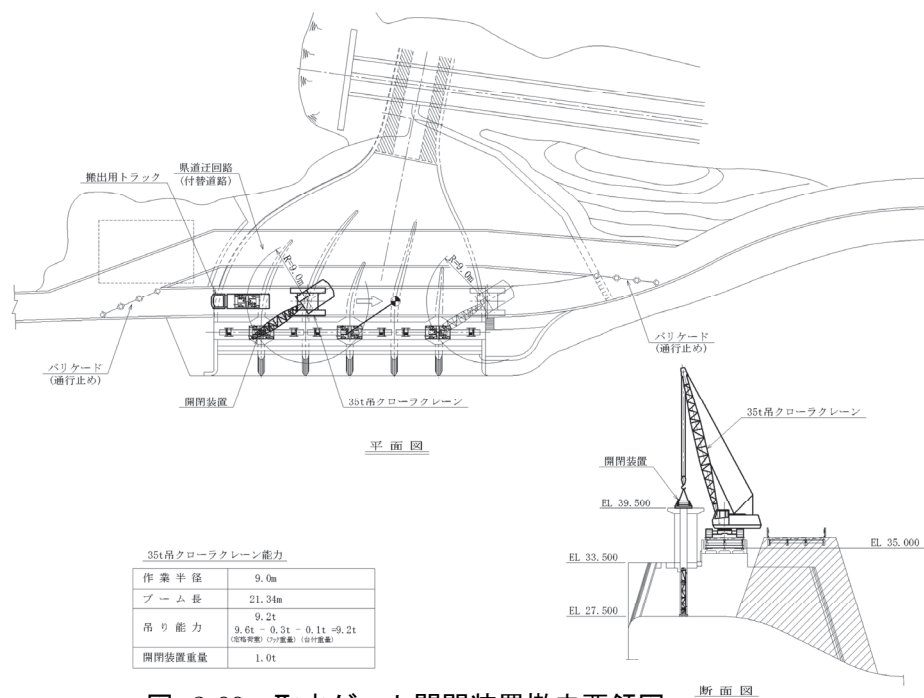 県道迂回路
(付替道路)
搬出用トラック
R=9.0m
R=9.0m
バリケード
(通行止め)
バリケード
(通行止め)
開閉装置
35t吊クローラクレーン
平面図
35t吊クローラクレーン
開閉装置
EL 39.500
EL 35.000
EL 33.500
EL 27.500
35t吊クローラクレーン能力
作業半径 9.0m
ブーム長 21.34m
吊り能力 9.2t
9.6t - 0.3t - 0.1t =9.2t
(定格荷重) (フック重量) (台付重量)
開閉装置重量 1.0t
断面図